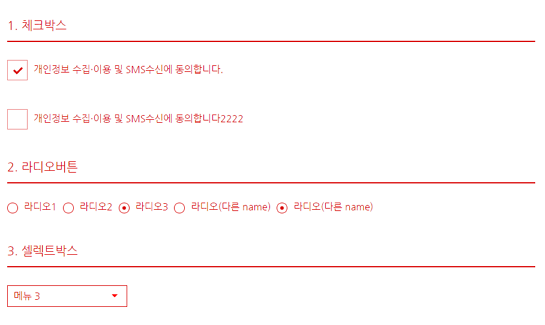 1. 체크박스
개인정보 수집·이용 및 SMS수신에 동의합니다.
개인정보 수집·이용 및 SMS수신에 동의합니다2222
2. 라디오버튼
라디오1 라디오2 라디오3 라디오(다른 name) 라디오(다른 name)
3. 셀렉트박스
메뉴 3